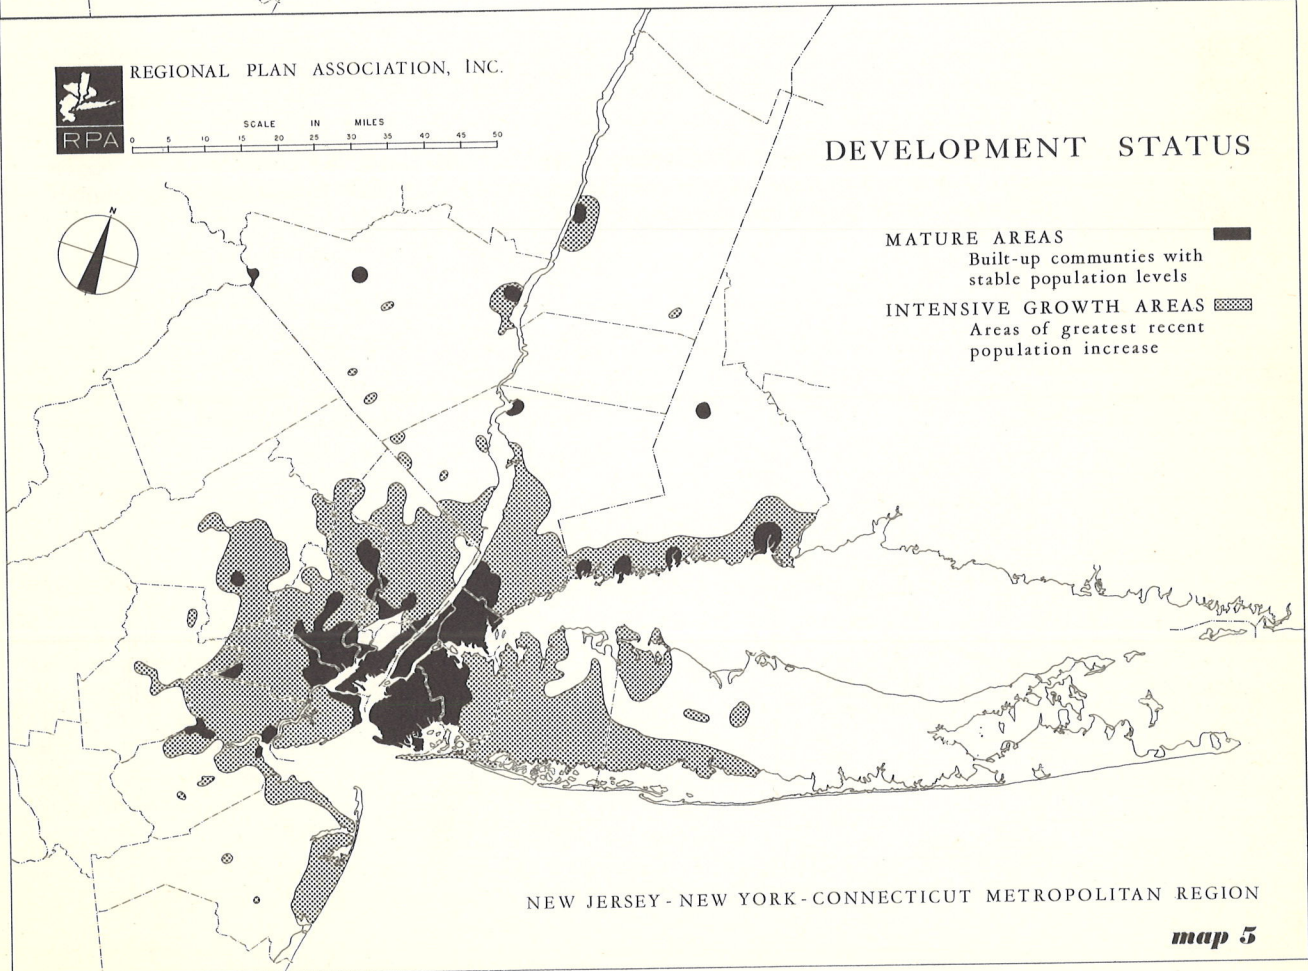 REGIONAL PLAN ASSOCIATION, INC.
RPA
SCALE IN MILES
0 5 10 15 20 25 30 35 40 45 50
N
DEVELOPMENT STATUS
MATURE AREAS
Built-up communties with
stable population levels
INTENSIVE GROWTH AREAS
Areas of greatest recent
population increase
NEW JERSEY - NEW YORK - CONNECTICUT METROPOLITAN REGION
map 5